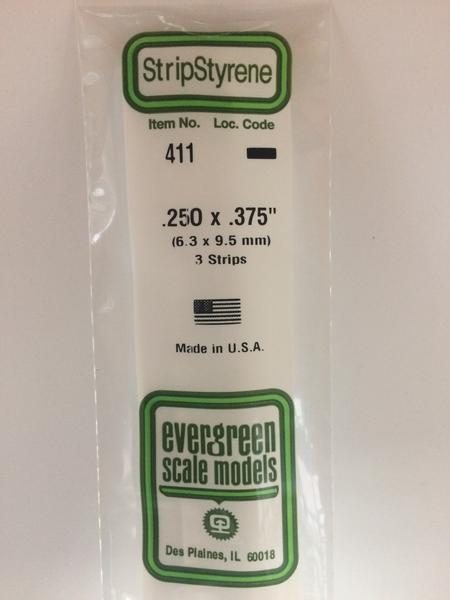 StripStyrene
Item No. Loc. Code
411
.250 x .375"
(6.3 x 9.5 mm)
3 Strips
Made in U.S.A.
evergreen
scale models
Des Plaines, IL 60018